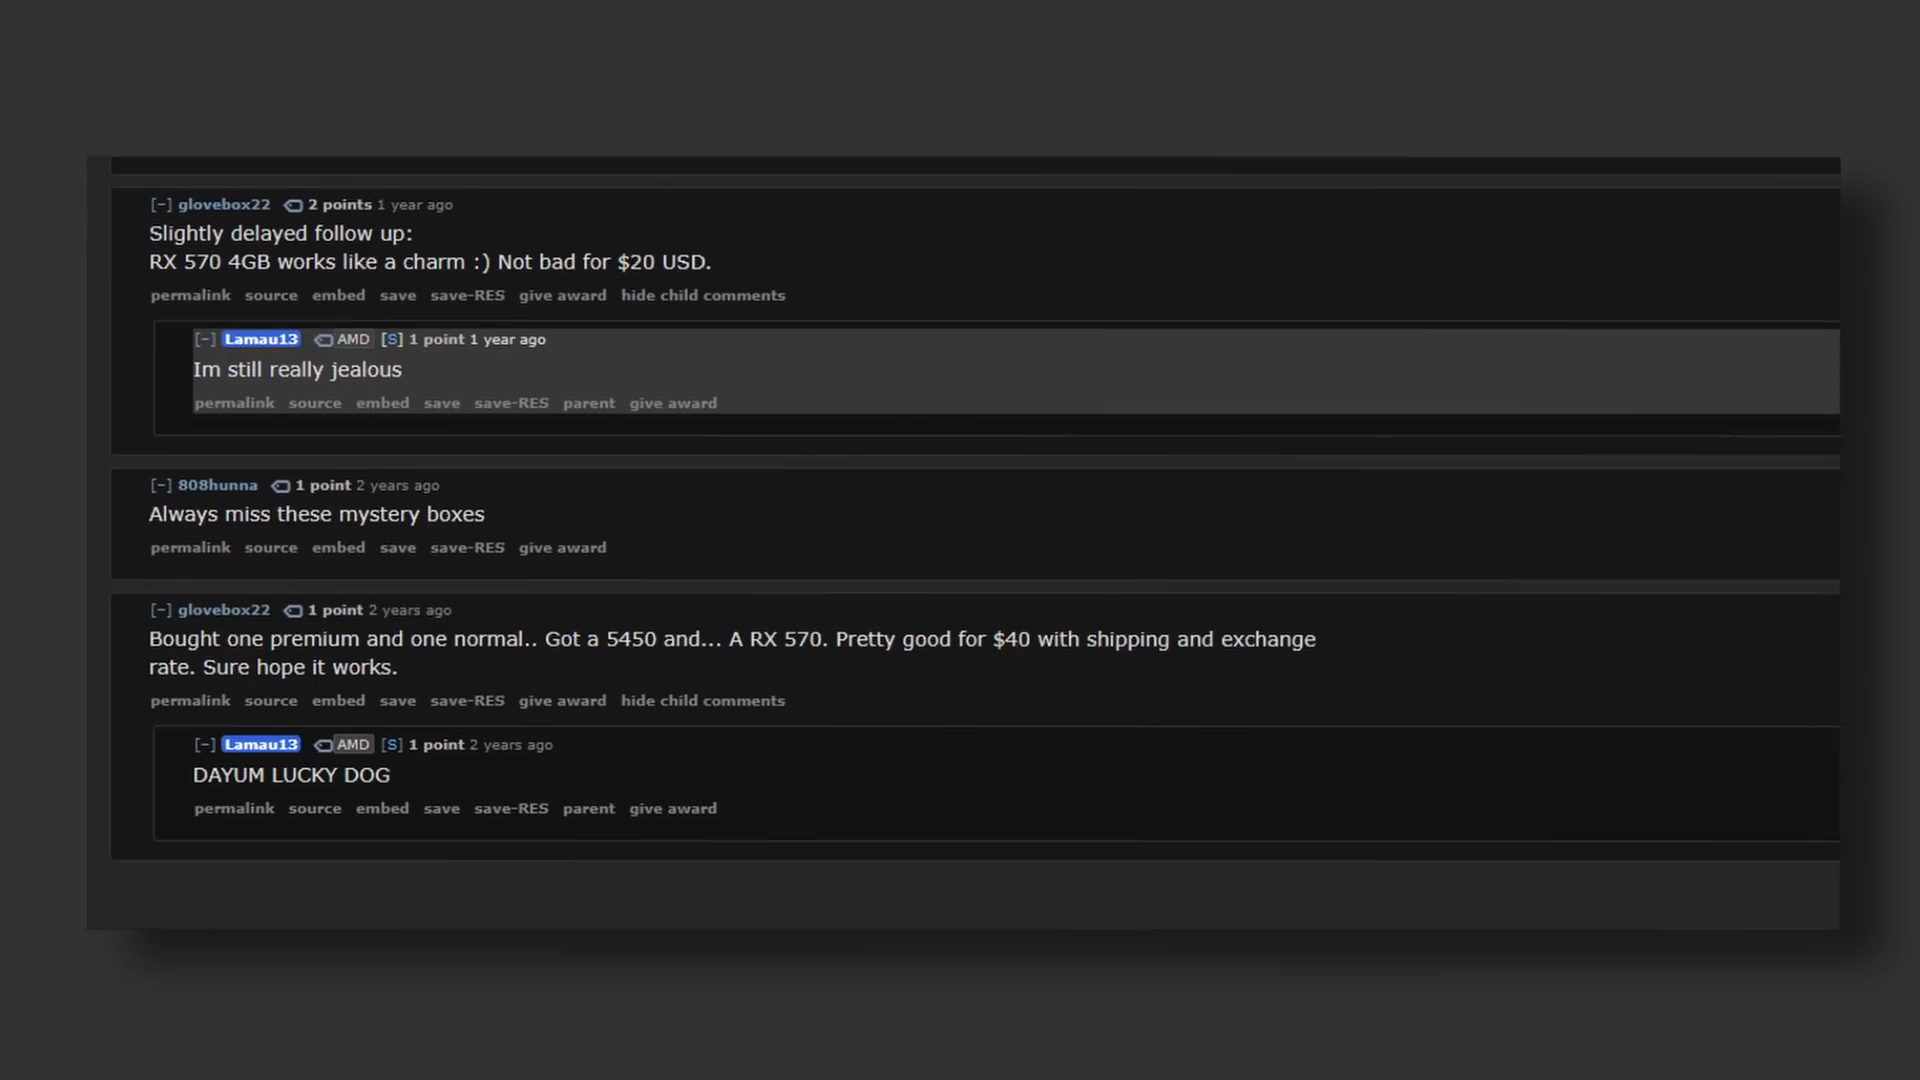 [-] glovebox22 2 points 1 year ago
Slightly delayed follow up:
RX 570 4GB works like a charm :) Not bad for $20 USD.
permalink source embed save save-RES give award hide child comments
[-] Lamau13 AMD [S] 1 point 1 year ago
Im still really jealous
permalink source embed save save-RES parent give award
[-] 808hunna 1 point 2 years ago
Always miss these mystery boxes
permalink source embed save save-RES give award
[-] glovebox22 1 point 2 years ago
Bought one premium and one normal.. Got a 5450 and... A RX 570. Pretty good for $40 with shipping and exchange
rate. Sure hope it works.
permalink source embed save save-RES give award hide child comments
[-] Lamau13 AMD [S] 1 point 2 years ago
DAYUM LUCKY DOG
permalink source embed save save-RES parent give award